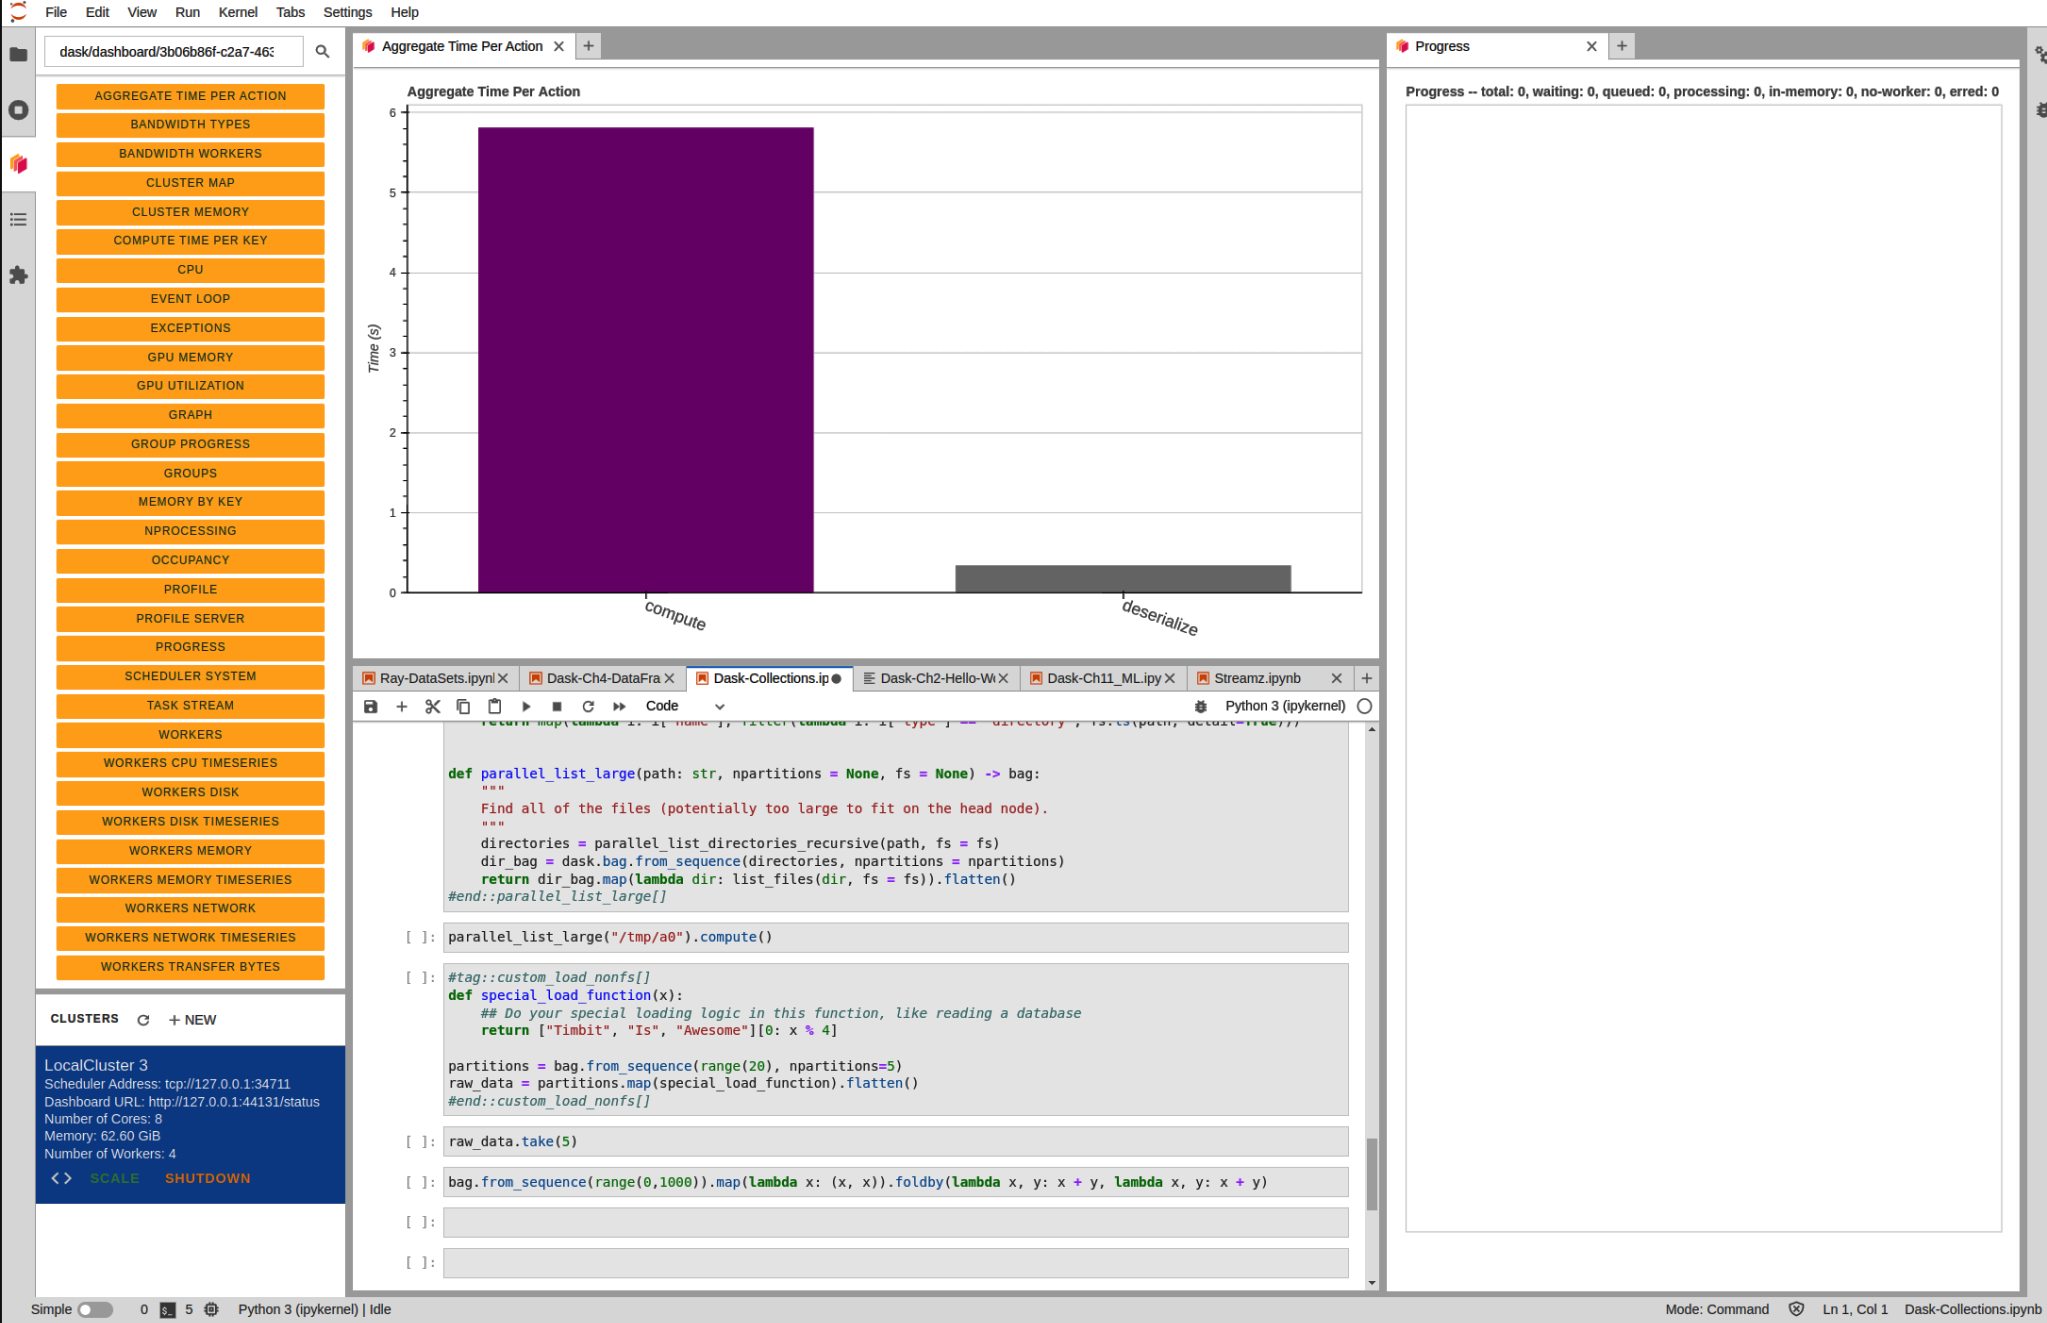 File Edit View Run Kernel Tabs Settings Help
dask/dashboard/3b06b86f-c2a7-463
AGGREGATE TIME PER ACTION
BANDWIDTH TYPES
BANDWIDTH WORKERS
CLUSTER MAP
CLUSTER MEMORY
COMPUTE TIME PER KEY
CPU
EVENT LOOP
EXCEPTIONS
GPU MEMORY
GPU UTILIZATION
GRAPH
GROUP PROGRESS
GROUPS
MEMORY BY KEY
NPROCESSING
OCCUPANCY
PROFILE
PROFILE SERVER
PROGRESS
SCHEDULER SYSTEM
TASK STREAM
WORKERS
WORKERS CPU TIMESERIES
WORKERS DISK
WORKERS DISK TIMESERIES
WORKERS MEMORY
WORKERS MEMORY TIMESERIES
WORKERS NETWORK
WORKERS NETWORK TIMESERIES
WORKERS TRANSFER BYTES
CLUSTERS + NEW
LocalCluster 3
Scheduler Address: tcp://127.0.0.1:34711
Dashboard URL: http://127.0.0.1:44131/status
Number of Cores: 8
Memory: 62.60 GiB
Number of Workers: 4
<> SCALE SHUTDOWN
Aggregate Time Per Action
Aggregate Time Per Action
6
5
4
3
2
1
0
Time (s)
compute
deserialize
Ray-DataSets.ipynl Dask-Ch4-DataFra Dask-Collections.ip Dask-Ch2-Hello-W Dask-Ch11_ML.ipy Streamz.ipynb
Code Python 3 (ipykernel)
return map(lambda i: i["name"], filter(lambda i: i["type"] == "directory", fs.ls(path, detail=True)))
def parallel_list_large(path: str, npartitions = None, fs = None) -> bag:
"""
Find all of the files (potentially too large to fit on the head node).
"""
directories = parallel_list_directories_recursive(path, fs = fs)
dir_bag = dask.bag.from_sequence(directories, npartitions = npartitions)
return dir_bag.map(lambda dir: list_files(dir, fs = fs)).flatten()
#end::parallel_list_large[]
[ ]: parallel_list_large("/tmp/a0").compute()
[ ]: #tag::custom_load_nonfs[]
def special_load_function(x):
## Do your special loading logic in this function, like reading a database
return ["Timbit", "Is", "Awesome"][0: x % 4]
partitions = bag.from_sequence(range(20), npartitions=5)
raw_data = partitions.map(special_load_function).flatten()
#end::custom_load_nonfs[]
[ ]: raw_data.take(5)
[ ]: bag.from_sequence(range(0,1000)).map(lambda x: (x, x)).foldby(lambda x, y: x + y, lambda x, y: x + y)
[ ]:
[ ]:
Progress
Progress -- total: 0, waiting: 0, queued: 0, processing: 0, in-memory: 0, no-worker: 0, erred: 0
Simple 0 $_ 5 Python 3 (ipykernel) | Idle Mode: Command Ln 1, Col 1 Dask-Collections.ipynb